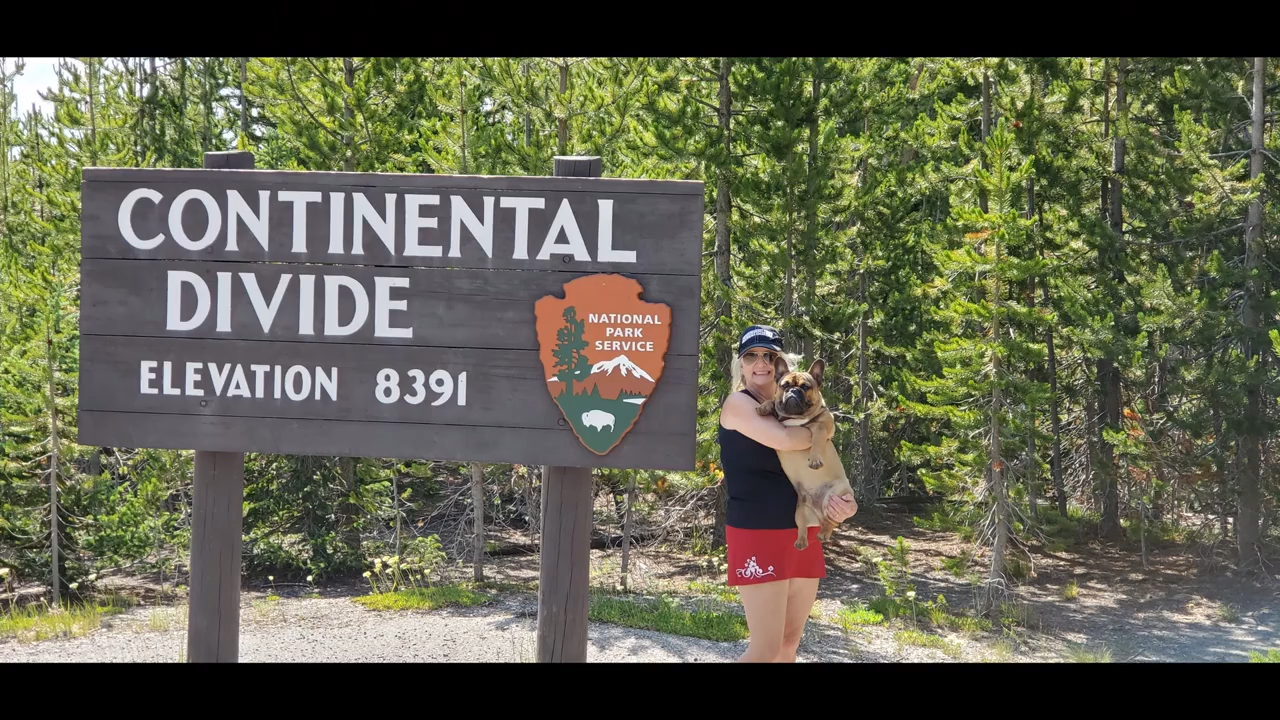 CONTINENTAL
DIVIDE
ELEVATION 8391
NATIONAL
PARK
SERVICE